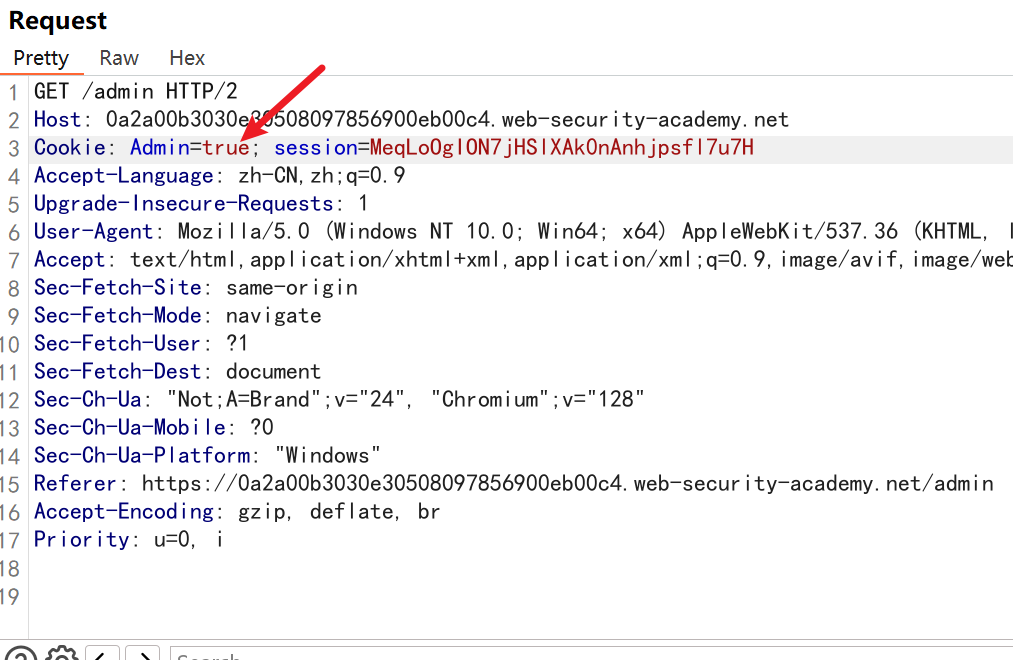 Request
Pretty Raw Hex
1 GET /admin HTTP/2
2 Host: 0a2a00b3030e30508097856900eb00c4.web-security-academy.net
3 Cookie: Admin=true; session=MeqLoOgION7jHSlXAkOnAnhjpsfl7u7H
4 Accept-Language: zh-CN,zh;q=0.9
5 Upgrade-Insecure-Requests: 1
6 User-Agent: Mozilla/5.0 (Windows NT 10.0; Win64; x64) AppleWebKit/537.36 (KHTML,
7 Accept: text/html,application/xhtml+xml,application/xml;q=0.9,image/avif,image/web
8 Sec-Fetch-Site: same-origin
9 Sec-Fetch-Mode: navigate
10 Sec-Fetch-User: ?1
11 Sec-Fetch-Dest: document
12 Sec-Ch-Ua: "Not;A=Brand";v="24", "Chromium";v="128"
13 Sec-Ch-Ua-Mobile: ?0
14 Sec-Ch-Ua-Platform: "Windows"
15 Referer: https://0a2a00b3030e30508097856900eb00c4.web-security-academy.net/admin
16 Accept-Encoding: gzip, deflate, br
17 Priority: u=0, i
18
19
Search